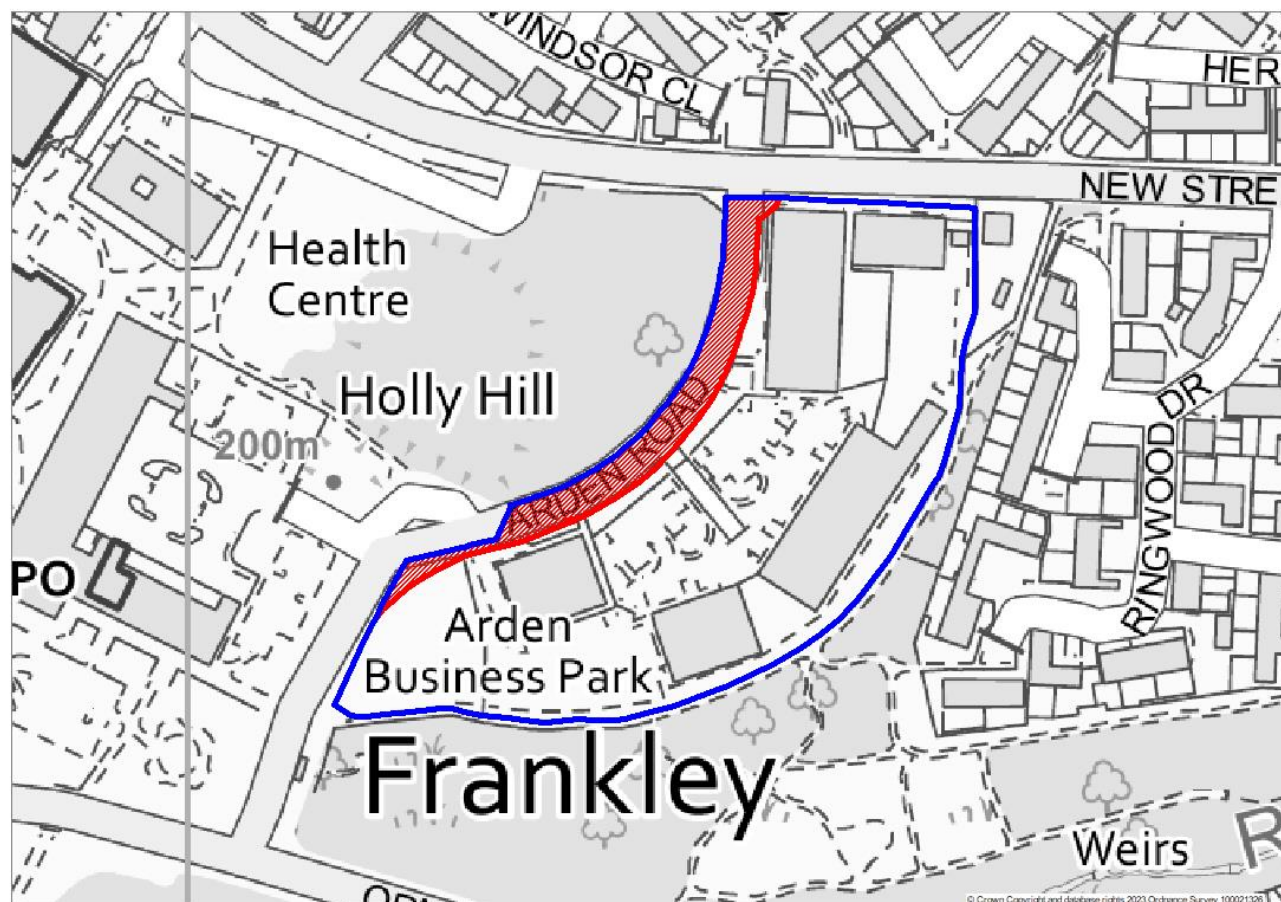 WINDSOR CL
HER
NEW STRE
Health
Centre
Holly Hill
200m
ARDEN ROAD
RINGWOOD DR
PO
Arden
Business Park
Frankley
Weirs
R
© Crown Copyright and database rights 2023 Ordnance Survey 100021326